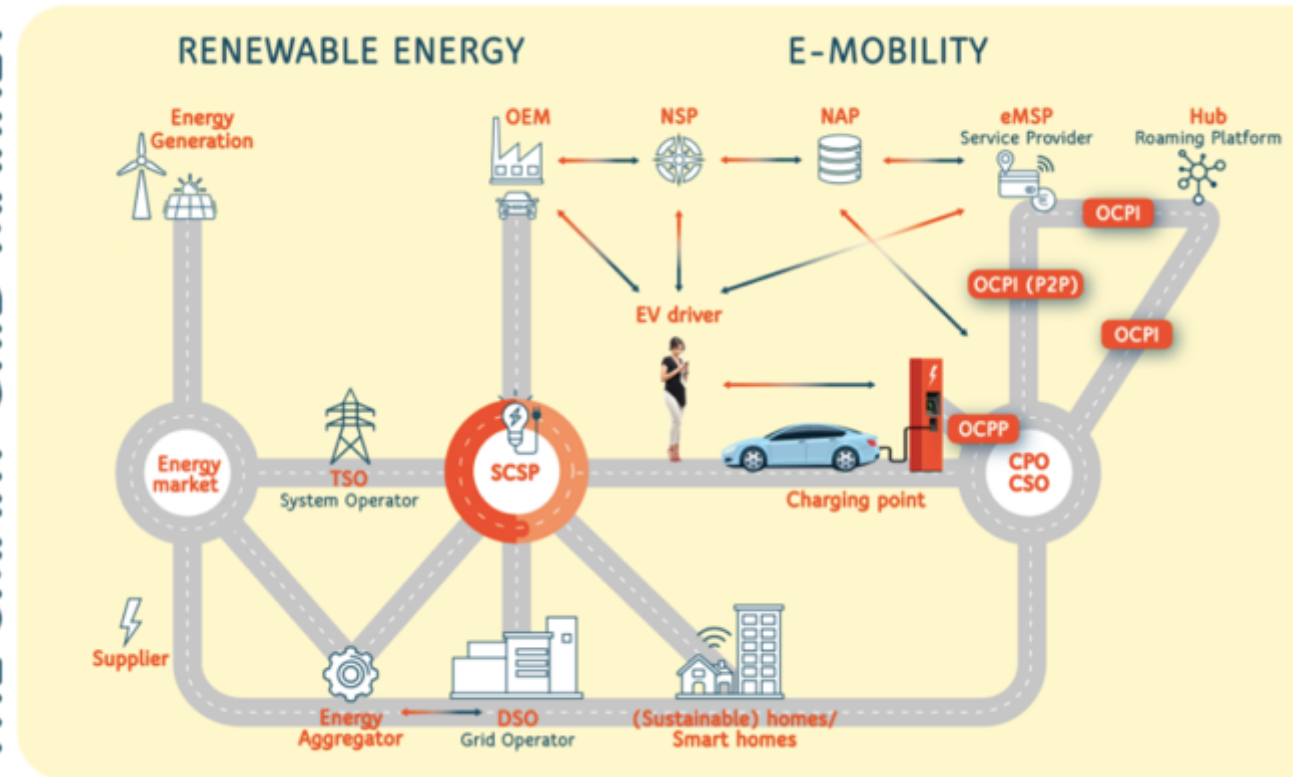 RENEWABLE ENERGY
E-MOBILITY
Energy
Generation
OEM
NSP
NAP
eMSP
Service Provider
Hub
Roaming Platform
OCPI
OCPI (P2P)
OCPI
EV driver
OCPP
Energy
market
TSO
System Operator
SCSP
Charging point
CPO
CSO
Supplier
Energy
Aggregator
DSO
Grid Operator
(Sustainable) homes/
Smart homes